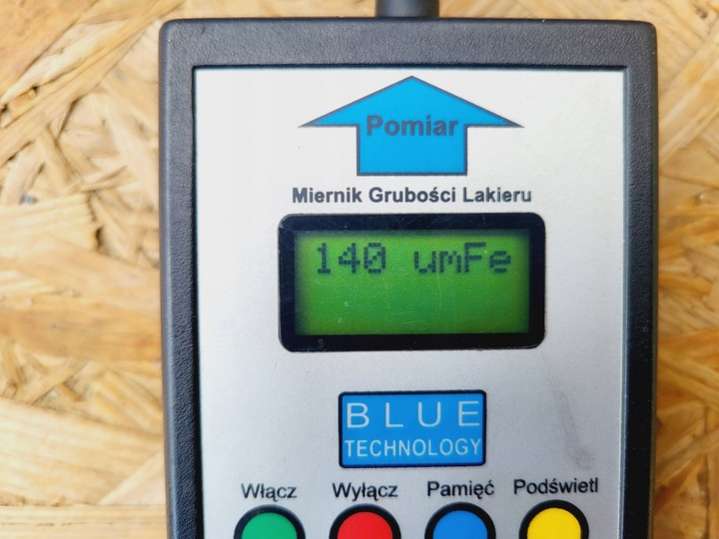 Pomiar
Miernik Grubości Lakieru
140 umFe
BLUE
TECHNOLOGY
Włącz Wyłącz Pamięć Podświetl